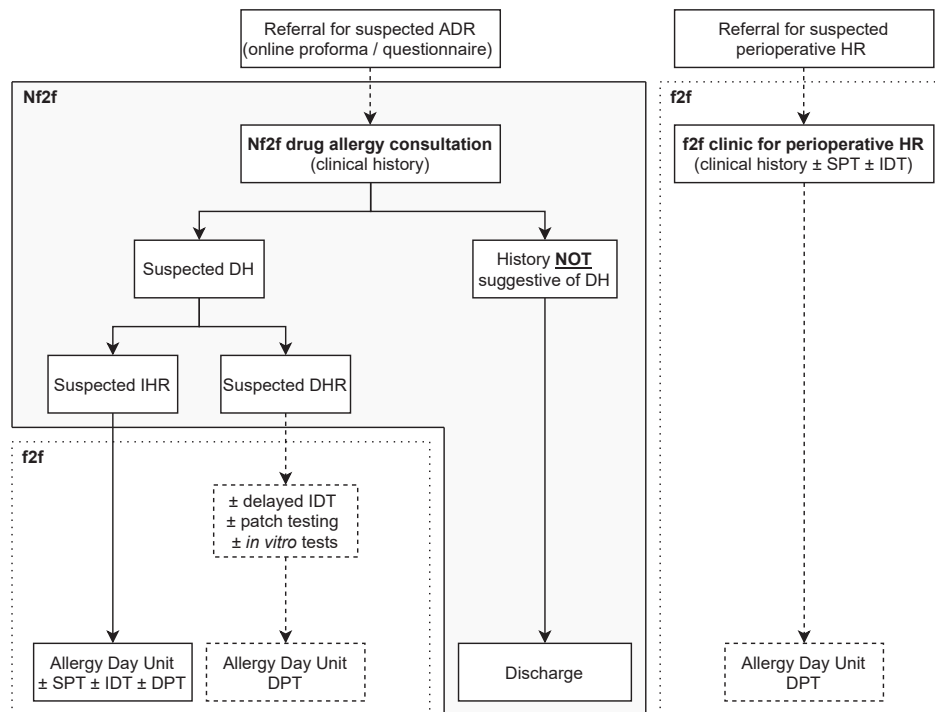 Referral for suspected ADR
(online proforma / questionnaire)
Referral for suspected
perioperative HR
Nf2f
f2f
Nf2f drug allergy consultation
(clinical history)
f2f clinic for perioperative HR
(clinical history ± SPT ± IDT)
Suspected DH
History NOT
suggestive of DH
Suspected IHR
Suspected DHR
f2f
± delayed IDT
± patch testing
± in vitro tests
Allergy Day Unit
± SPT ± IDT ± DPT
Allergy Day Unit
DPT
Discharge
Allergy Day Unit
DPT